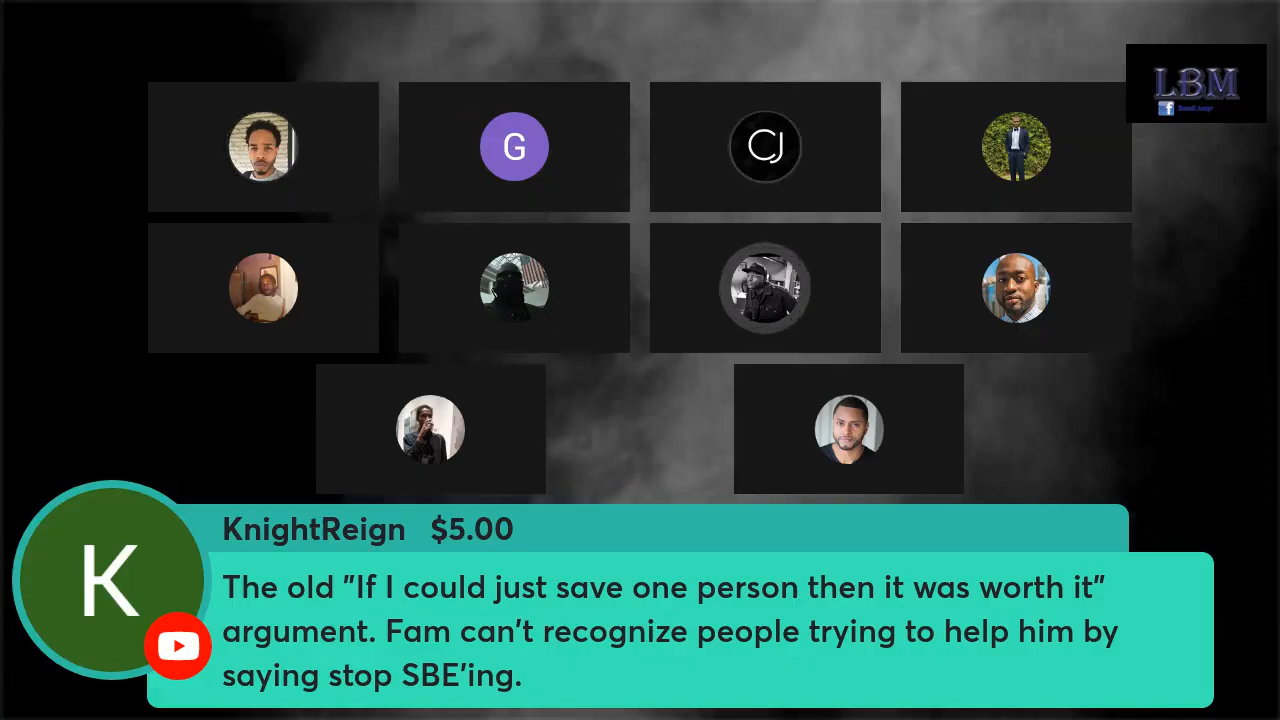 LBM
G
CJ
KnightReign $5.00
K
The old "If I could just save one person then it was worth it"
argument. Fam can't recognize people trying to help him by
saying stop SBE'ing.